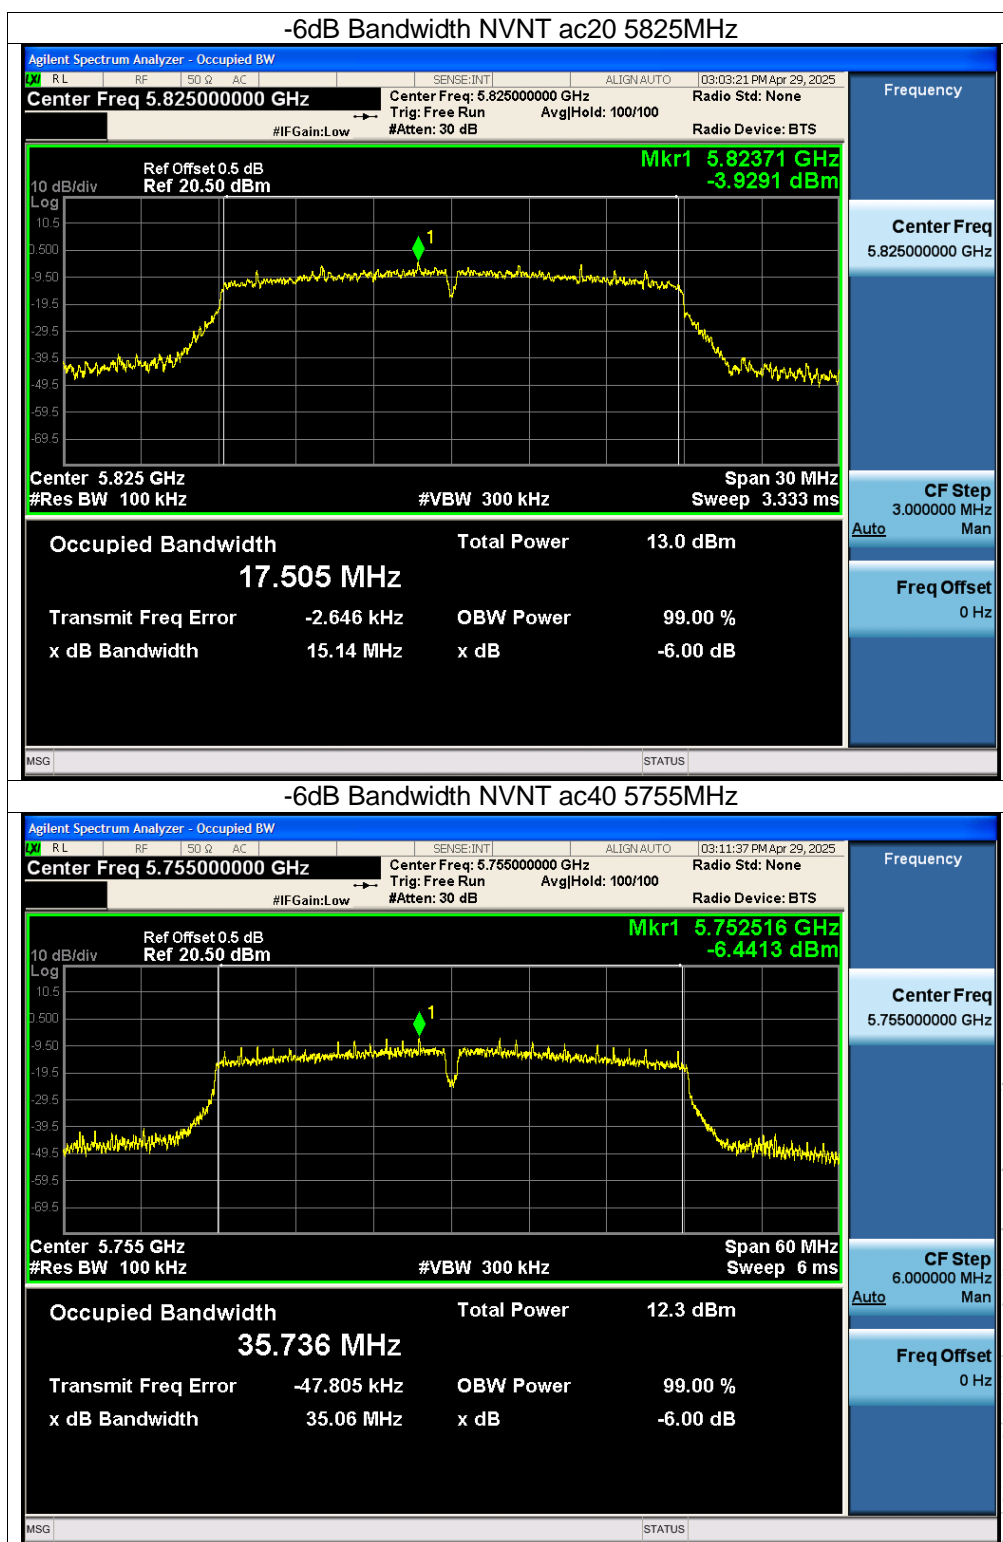 -6dB Bandwidth NVNT ac20 5825MHz
Agilent Spectrum Analyzer - Occupied BW
LXI RL RF 50 Ω AC SENSE:INT ALIGN AUTO 03:03:21 PM Apr 29, 2025
Center Freq 5.825000000 GHz
Center Freq: 5.825000000 GHz
Radio Std: None
Trig: Free Run Avg|Hold: 100/100
#IFGain:Low #Atten: 30 dB Radio Device: BTS
Frequency
Mkr1 5.82371 GHz
-3.9291 dBm
Ref Offset 0.5 dB
10 dB/div Ref 20.50 dBm
Log
10.5
0.500
-9.50
-19.5
-29.5
-39.5
-49.5
-59.5
-69.5
1
Center Freq
5.825000000 GHz
Center 5.825 GHz Span 30 MHz
#Res BW 100 kHz #VBW 300 kHz Sweep 3.333 ms
CF Step
3.000000 MHz
Auto Man
Occupied Bandwidth Total Power 13.0 dBm
17.505 MHz
Freq Offset
0 Hz
Transmit Freq Error -2.646 kHz OBW Power 99.00 %
x dB Bandwidth 15.14 MHz x dB -6.00 dB
MSG STATUS
-6dB Bandwidth NVNT ac40 5755MHz
Agilent Spectrum Analyzer - Occupied BW
LXI RL RF 50 Ω AC SENSE:INT ALIGN AUTO 03:11:37 PM Apr 29, 2025
Center Freq 5.755000000 GHz
Center Freq: 5.755000000 GHz
Radio Std: None
Trig: Free Run Avg|Hold: 100/100
#IFGain:Low #Atten: 30 dB Radio Device: BTS
Frequency
Mkr1 5.752516 GHz
-6.4413 dBm
Ref Offset 0.5 dB
10 dB/div Ref 20.50 dBm
Log
10.5
0.500
-9.50
-19.5
-29.5
-39.5
-49.5
-59.5
-69.5
1
Center Freq
5.755000000 GHz
Center 5.755 GHz Span 60 MHz
#Res BW 100 kHz #VBW 300 kHz Sweep 6 ms
CF Step
6.000000 MHz
Auto Man
Occupied Bandwidth Total Power 12.3 dBm
35.736 MHz
Freq Offset
0 Hz
Transmit Freq Error -47.805 kHz OBW Power 99.00 %
x dB Bandwidth 35.06 MHz x dB -6.00 dB
MSG STATUS